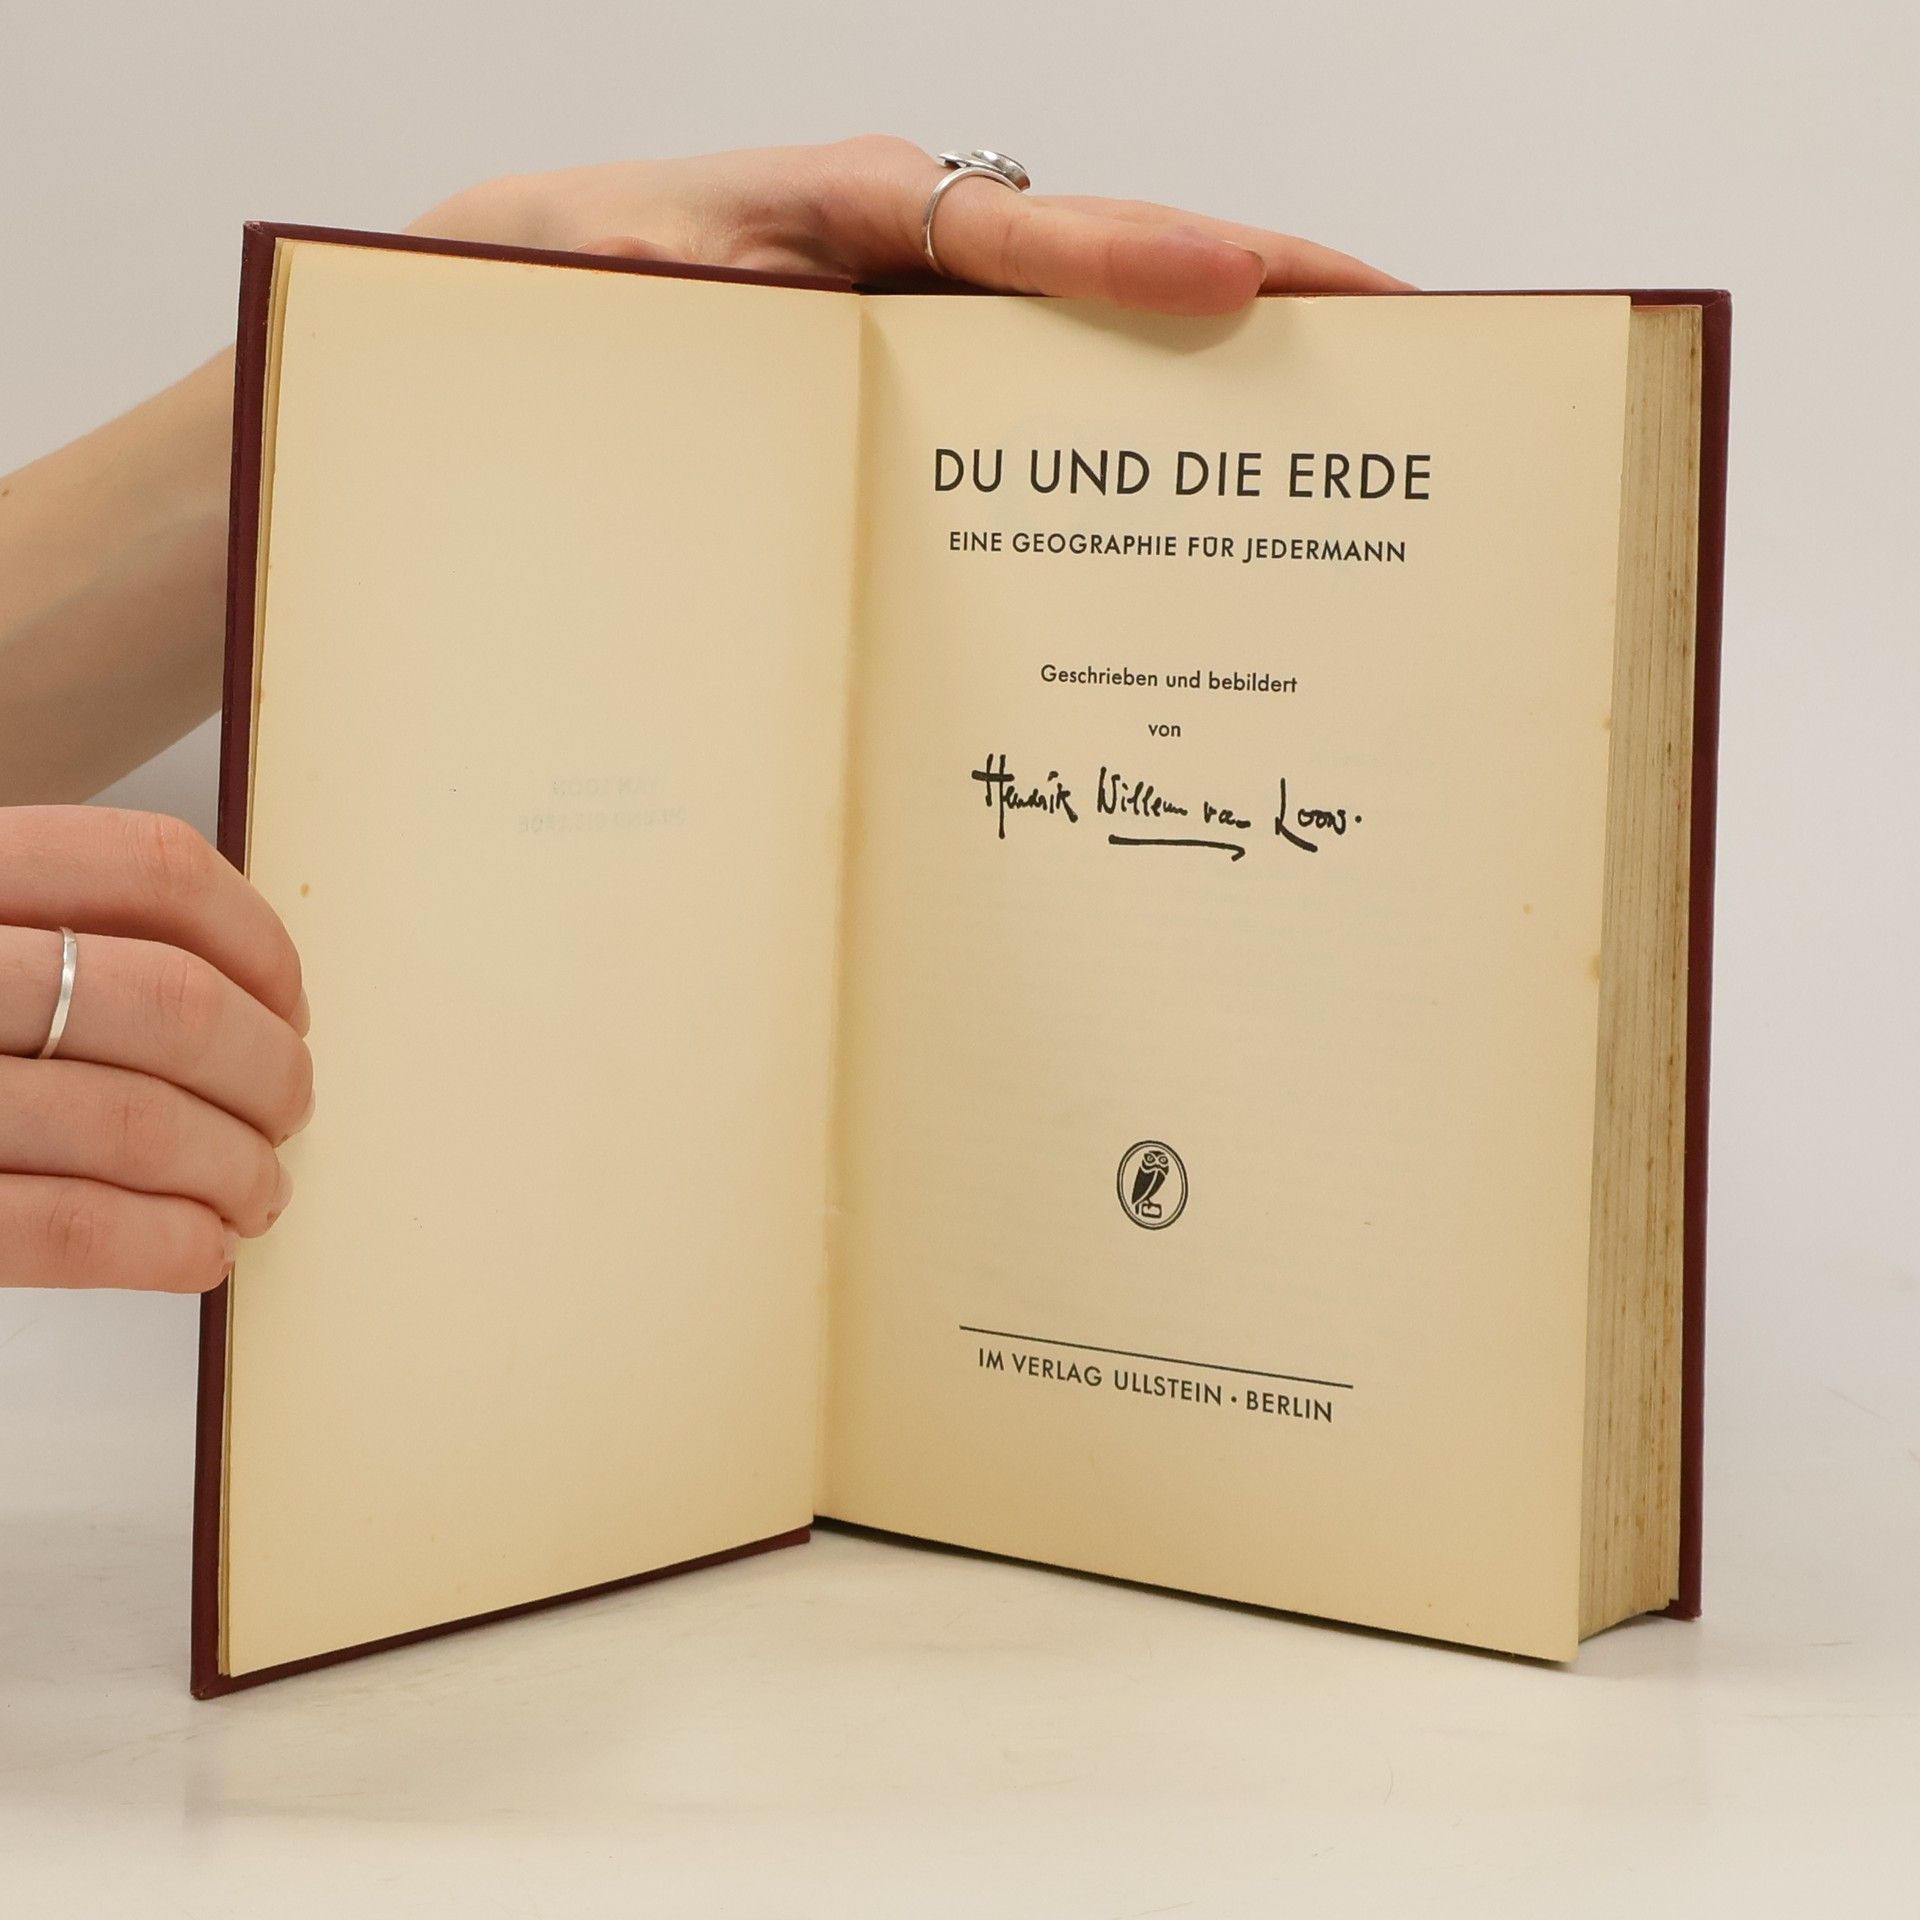 DU UND DIE ERDE
EINE GEOGRAPHIE FÜR JEDERMANN
Geschrieben und bebildert
von
Hendrik Willem van Loon.
IM VERLAG ULLSTEIN • BERLIN